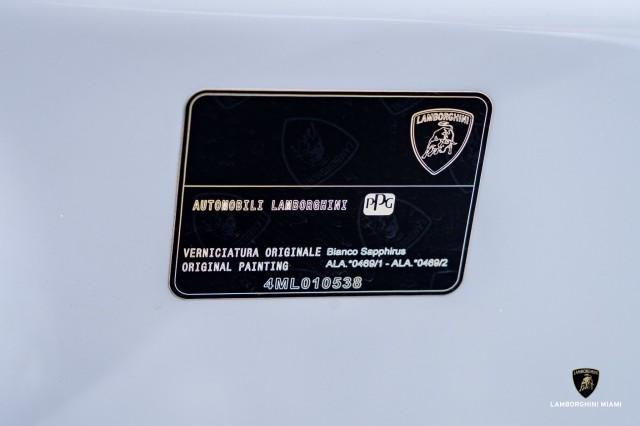 LAMBORGHINI
AUTOMOBILI LAMBORGHINI PPG
VERNICIATURA ORIGINALE Bianco Sapphirus
ORIGINAL PAINTING ALA.*0469/1 - ALA.*0469/2
4ML010538
LAMBORGHINI MIAMI